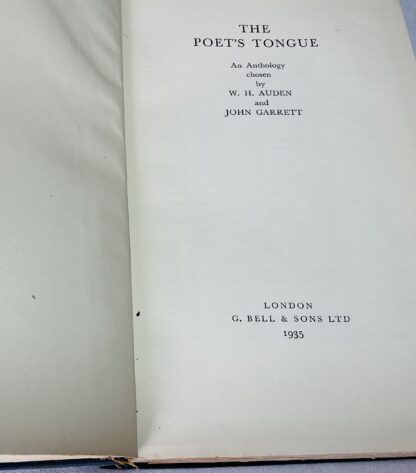 THE
POET'S TONGUE
An Anthology
chosen
by
W. H. AUDEN
and
JOHN GARRETT
LONDON
G. BELL & SONS LTD
1935